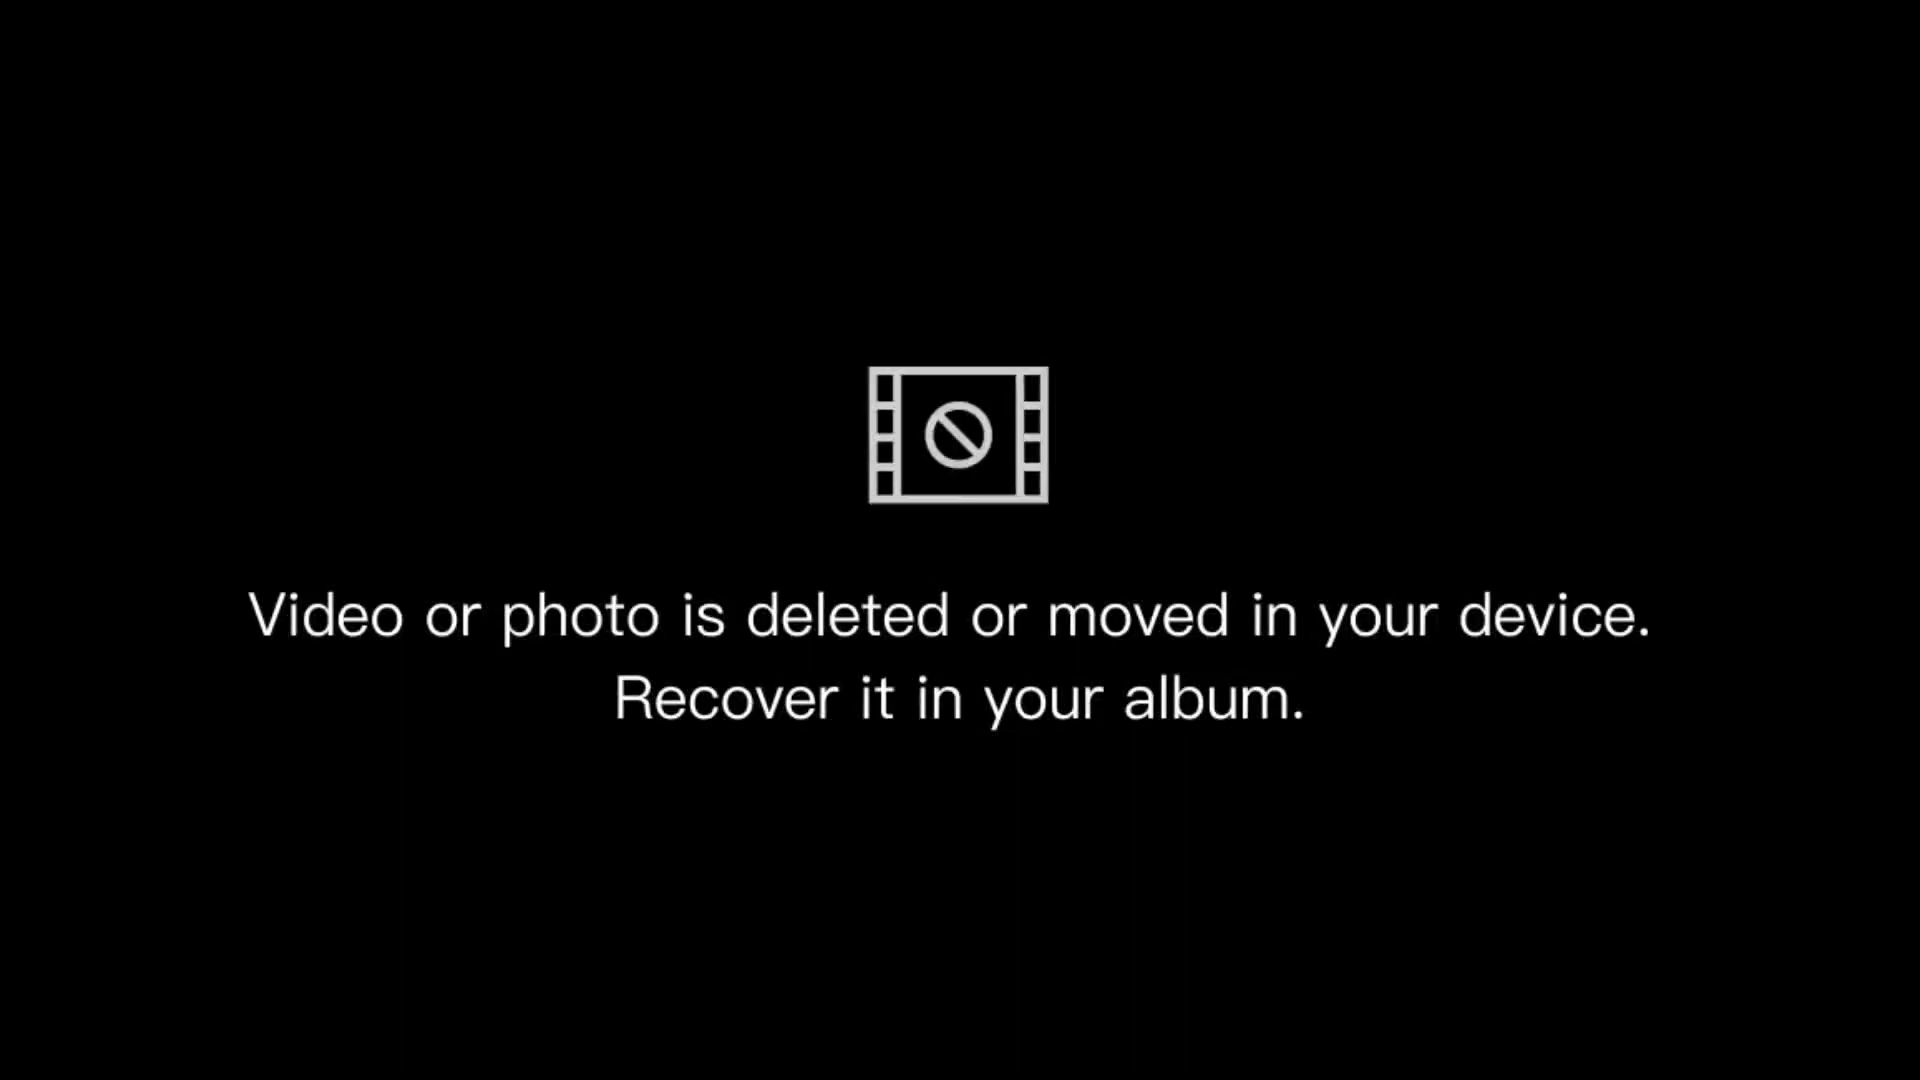 Video or photo is deleted or moved in your device.
Recover it in your album.